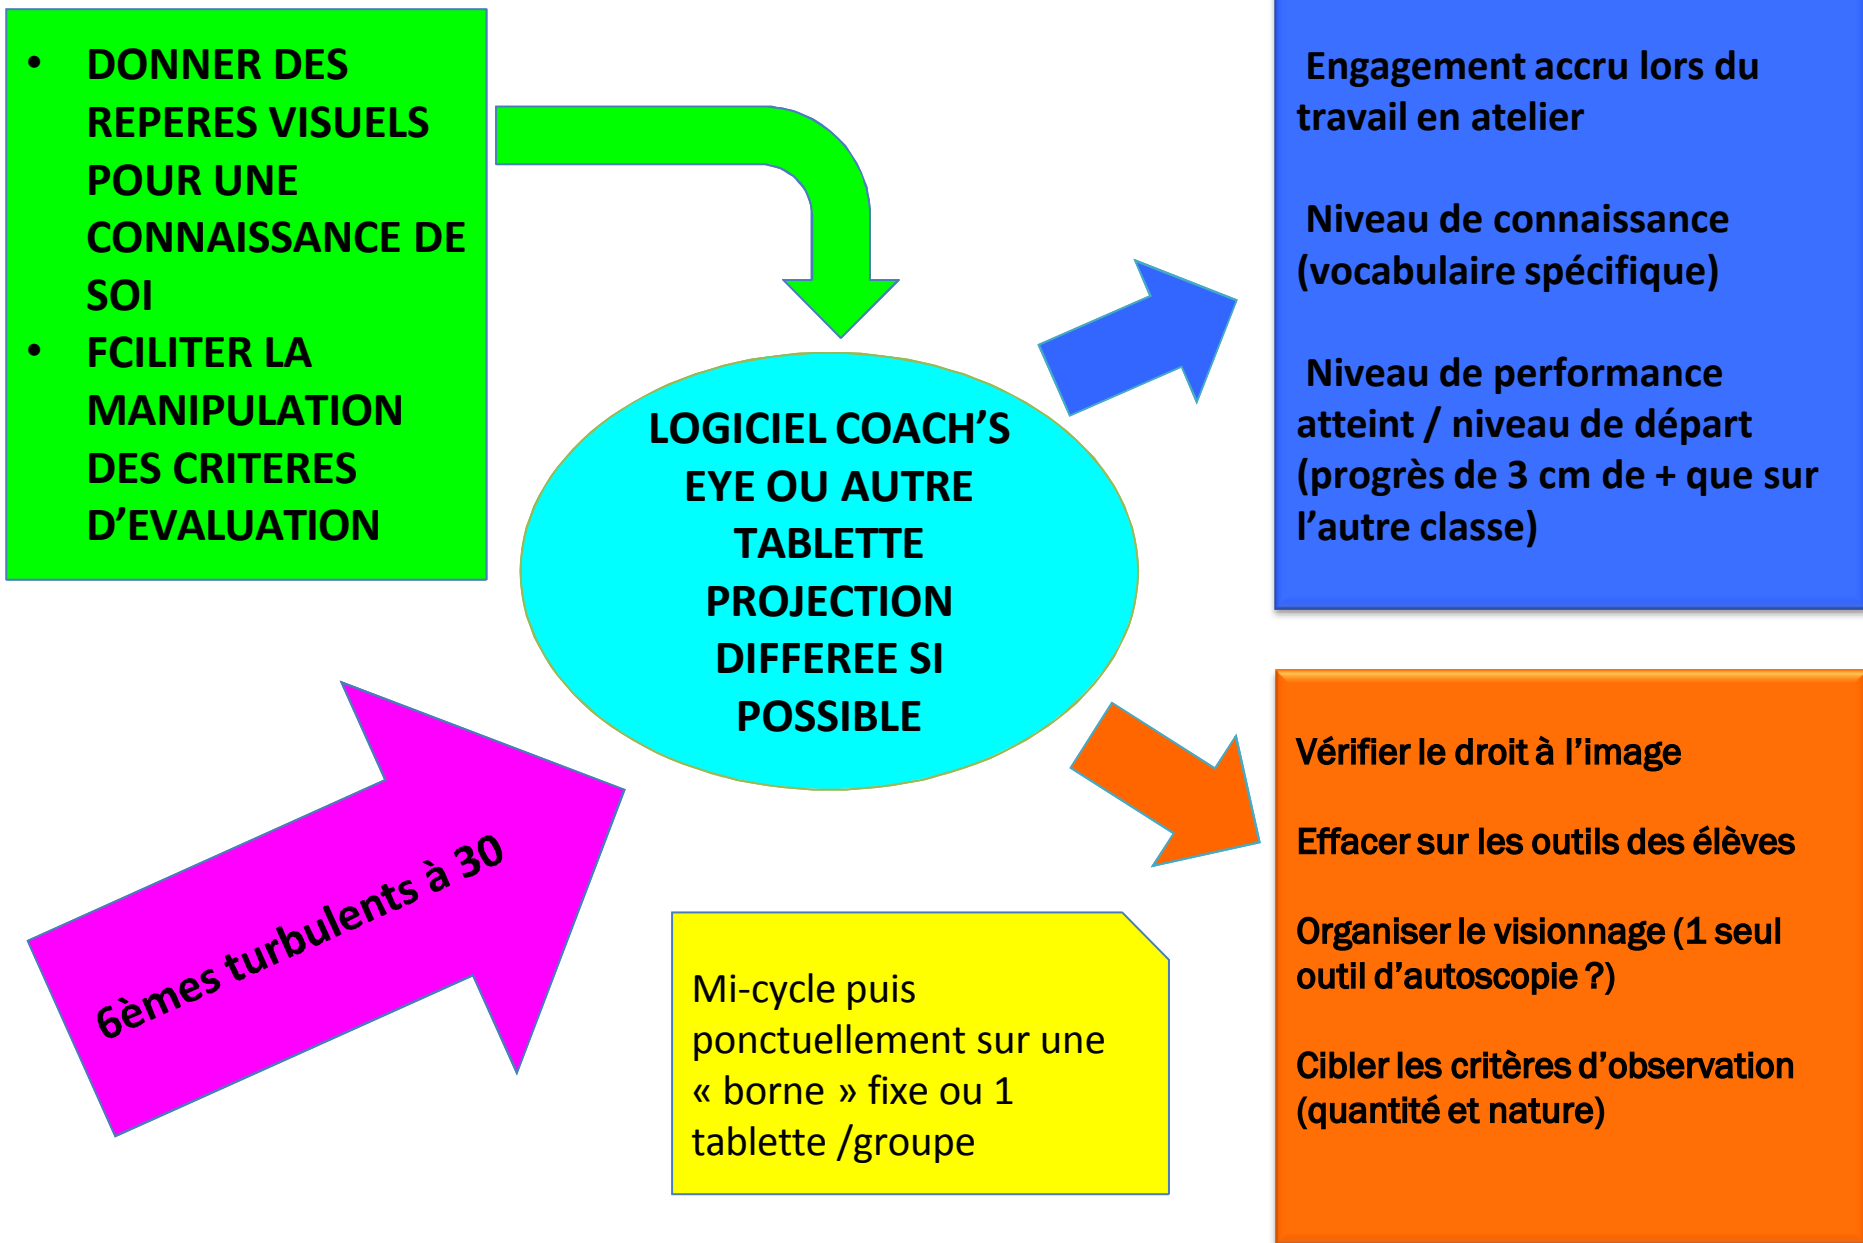 • DONNER DES
REPERES VISUELS
POUR UNE
CONNAISSANCE DE
SOI
• FCILITER LA
MANIPULATION
DES CRITERES
D’EVALUATION
LOGICIEL COACH’S
EYE OU AUTRE
TABLETTE
PROJECTION
DIFFEREE SI
POSSIBLE
Engagement accru lors du
travail en atelier
Niveau de connaissance
(vocabulaire spécifique)
Niveau de performance
atteint / niveau de départ
(progrès de 3 cm de + que sur
l’autre classe)
6èmes turbulents à 30
Mi-cycle puis
ponctuellement sur une
« borne » fixe ou 1
tablette /groupe
Vérifier le droit à l’image
Effacer sur les outils des élèves
Organiser le visionnage (1 seul
outil d’autoscopie ?)
Cibler les critères d’observation
(quantité et nature)